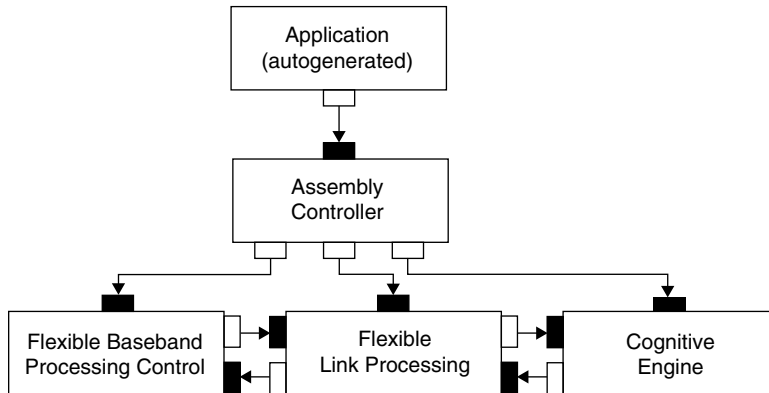 Application
(autogenerated)
Assembly
Controller
Flexible Baseband
Processing Control
Flexible
Link Processing
Cognitive
Engine